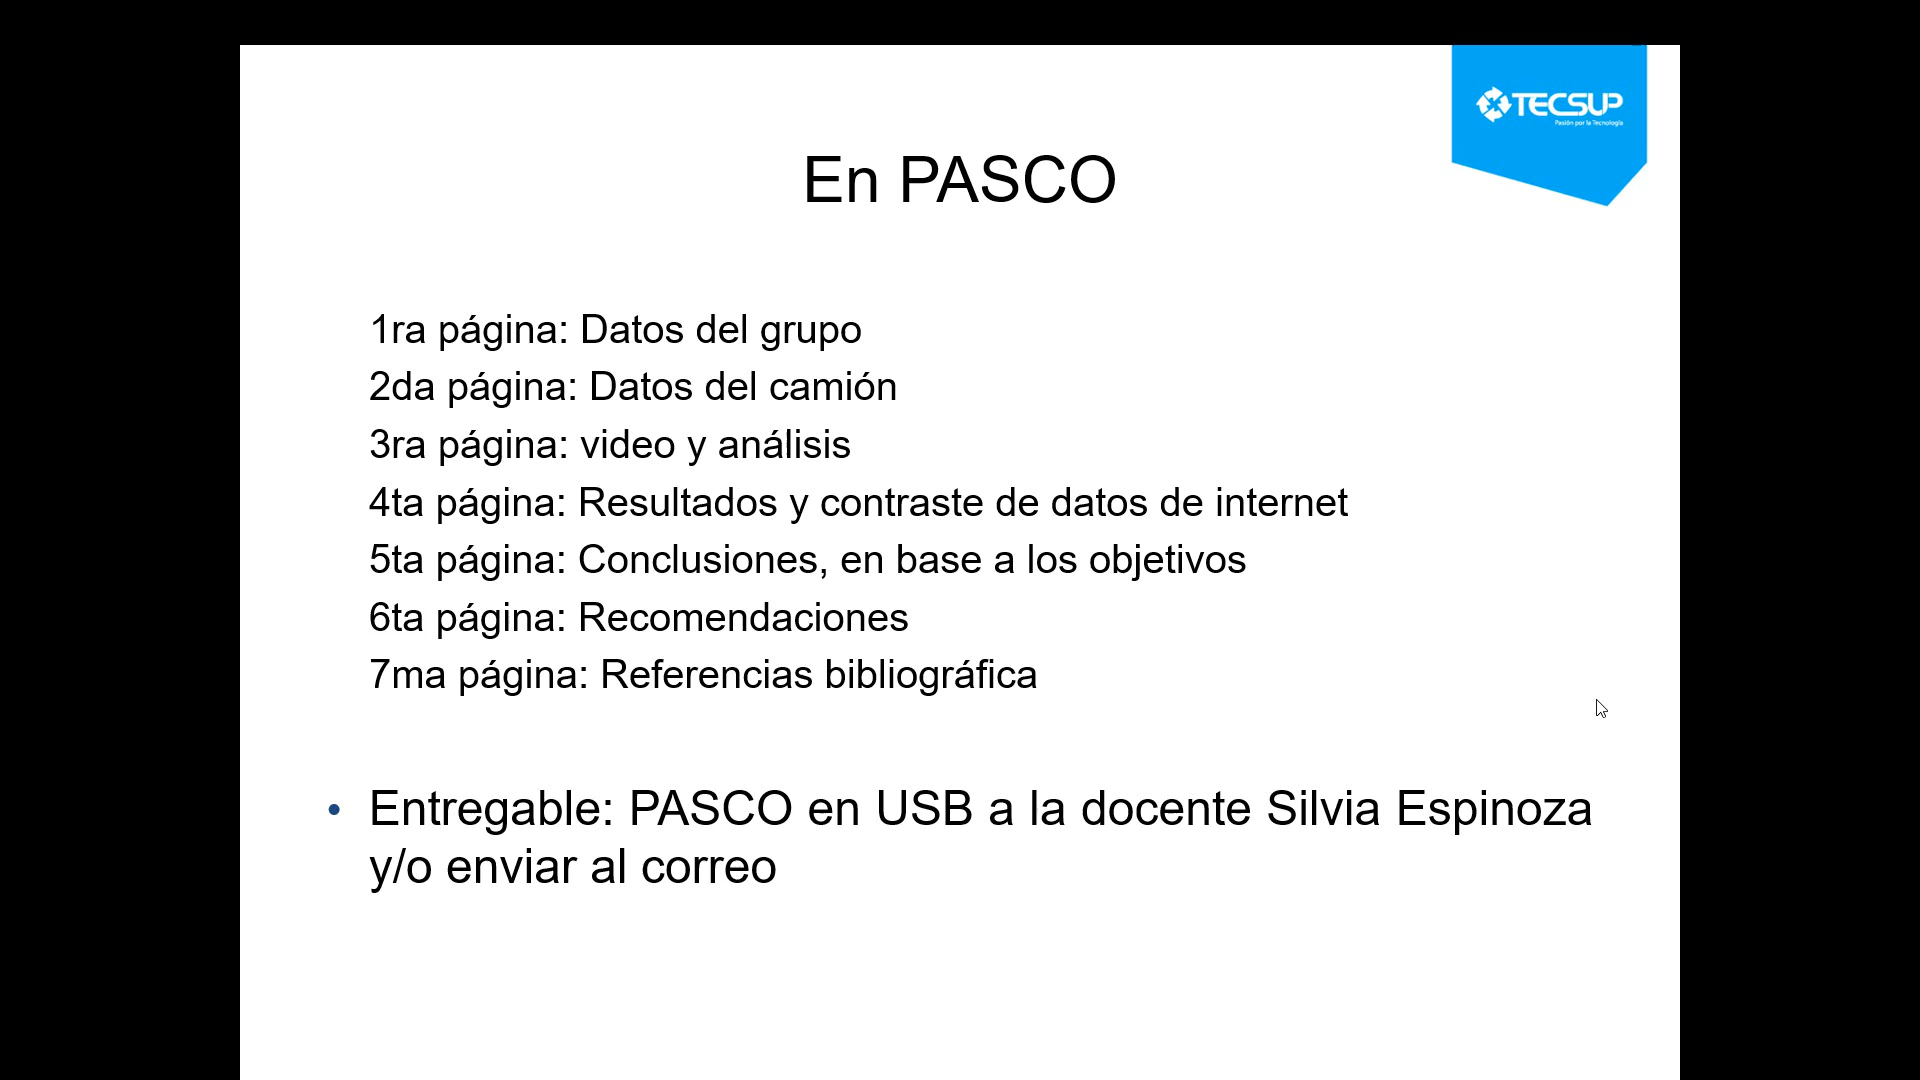 TECSUP
Pasión por la Tecnología
En PASCO
1ra página: Datos del grupo
2da página: Datos del camión
3ra página: video y análisis
4ta página: Resultados y contraste de datos de internet
5ta página: Conclusiones, en base a los objetivos
6ta página: Recomendaciones
7ma página: Referencias bibliográfica
• Entregable: PASCO en USB a la docente Silvia Espinoza
y/o enviar al correo